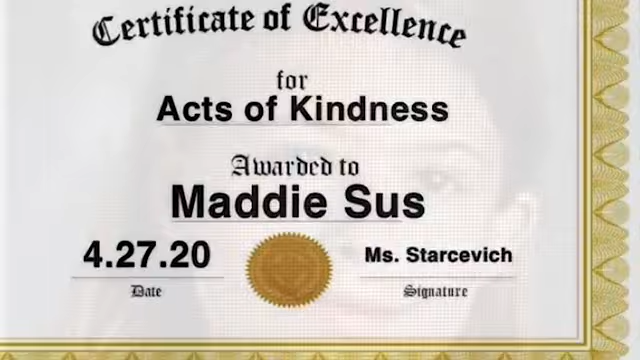 Certificate of Excellence
for
Acts of Kindness
Awarded to
Maddie Sus
4.27.20
Ms. Starcevich
Date
Signature